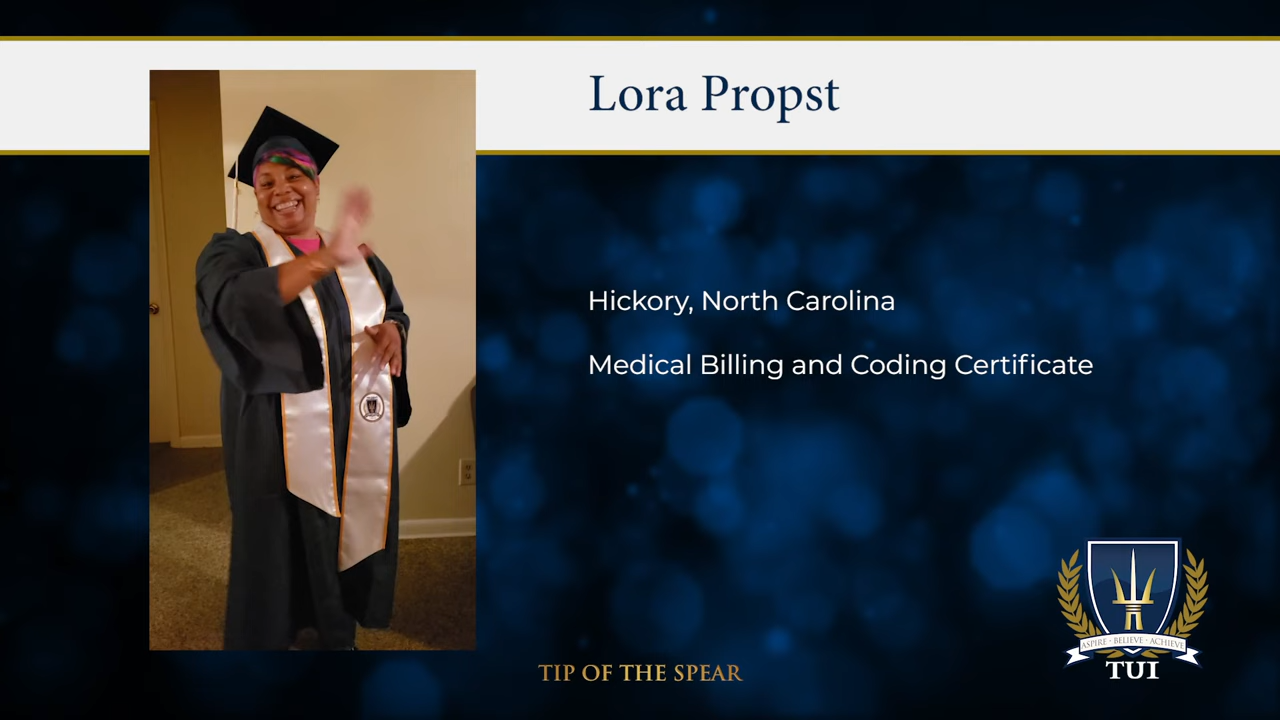 Lora Propst
Hickory, North Carolina
Medical Billing and Coding Certificate
ASPIRE · BELIEVE · ACHIEVE
TUI
TIP OF THE SPEAR